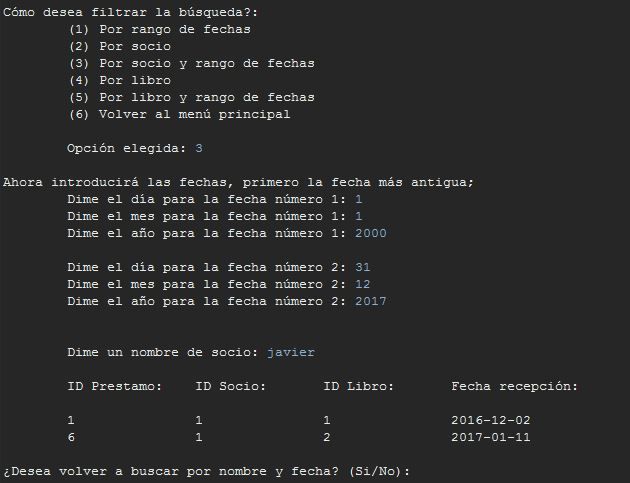 Cómo desea filtrar la búsqueda?:
(1) Por rango de fechas
(2) Por socio
(3) Por socio y rango de fechas
(4) Por libro
(5) Por libro y rango de fechas
(6) Volver al menú principal
Opción elegida: 3
Ahora introducirá las fechas, primero la fecha más antigua;
Dime el día para la fecha número 1: 1
Dime el mes para la fecha número 1: 1
Dime el año para la fecha número 1: 2000
Dime el día para la fecha número 2: 31
Dime el mes para la fecha número 2: 12
Dime el año para la fecha número 2: 2017
Dime un nombre de socio: javier
ID Prestamo: ID Socio: ID Libro: Fecha recepción:
1 1 1 2016-12-02
6 1 2 2017-01-11
¿Desea volver a buscar por nombre y fecha? (Si/No):